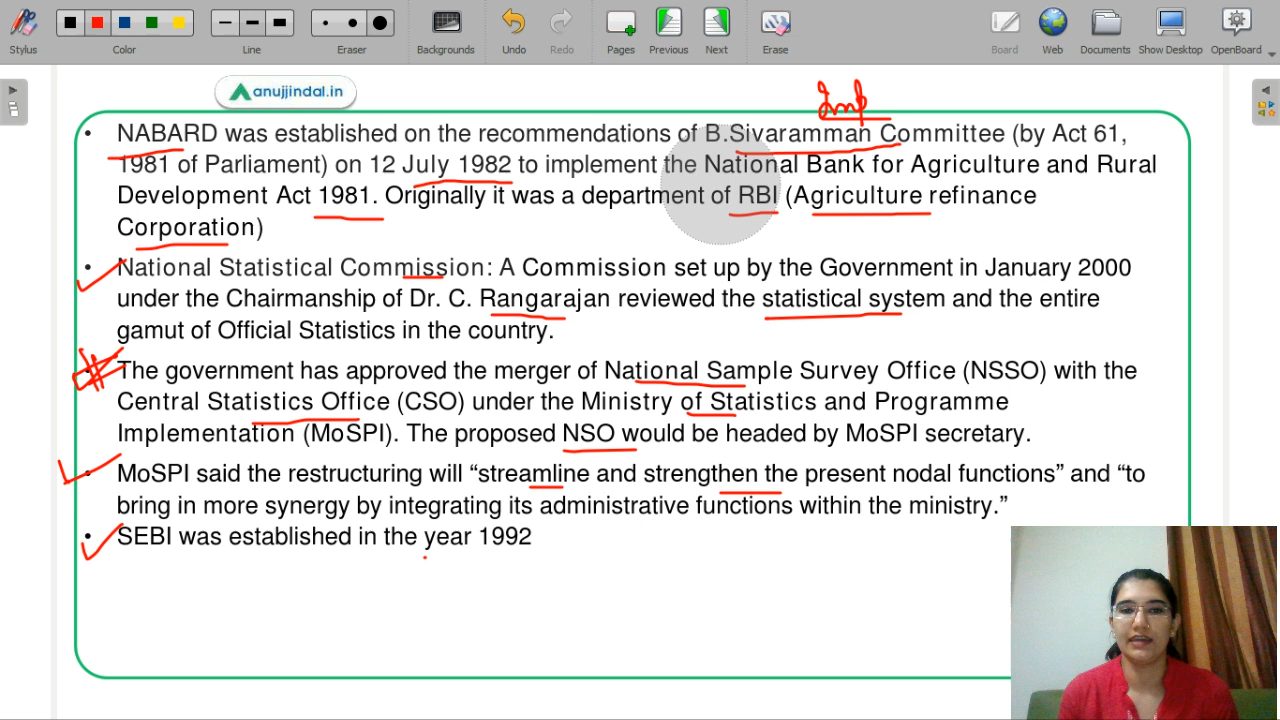 Stylus
Color
Line
Eraser
Backgrounds
Undo
Redo
Pages
Previous
Next
Erase
Board
Web
Documents
Show Desktop
OpenBoard
anujjindal.in
Imp
• NABARD was established on the recommendations of B.Sivaramman Committee (by Act 61,
1981 of Parliament) on 12 July 1982 to implement the National Bank for Agriculture and Rural
Development Act 1981. Originally it was a department of RBI (Agriculture refinance
Corporation)
• National Statistical Commission: A Commission set up by the Government in January 2000
under the Chairmanship of Dr. C. Rangarajan reviewed the statistical system and the entire
gamut of Official Statistics in the country.
• The government has approved the merger of National Sample Survey Office (NSSO) with the
Central Statistics Office (CSO) under the Ministry of Statistics and Programme
Implementation (MoSPI). The proposed NSO would be headed by MoSPI secretary.
• MoSPI said the restructuring will “streamline and strengthen the present nodal functions” and “to
bring in more synergy by integrating its administrative functions within the ministry.”
• SEBI was established in the year 1992